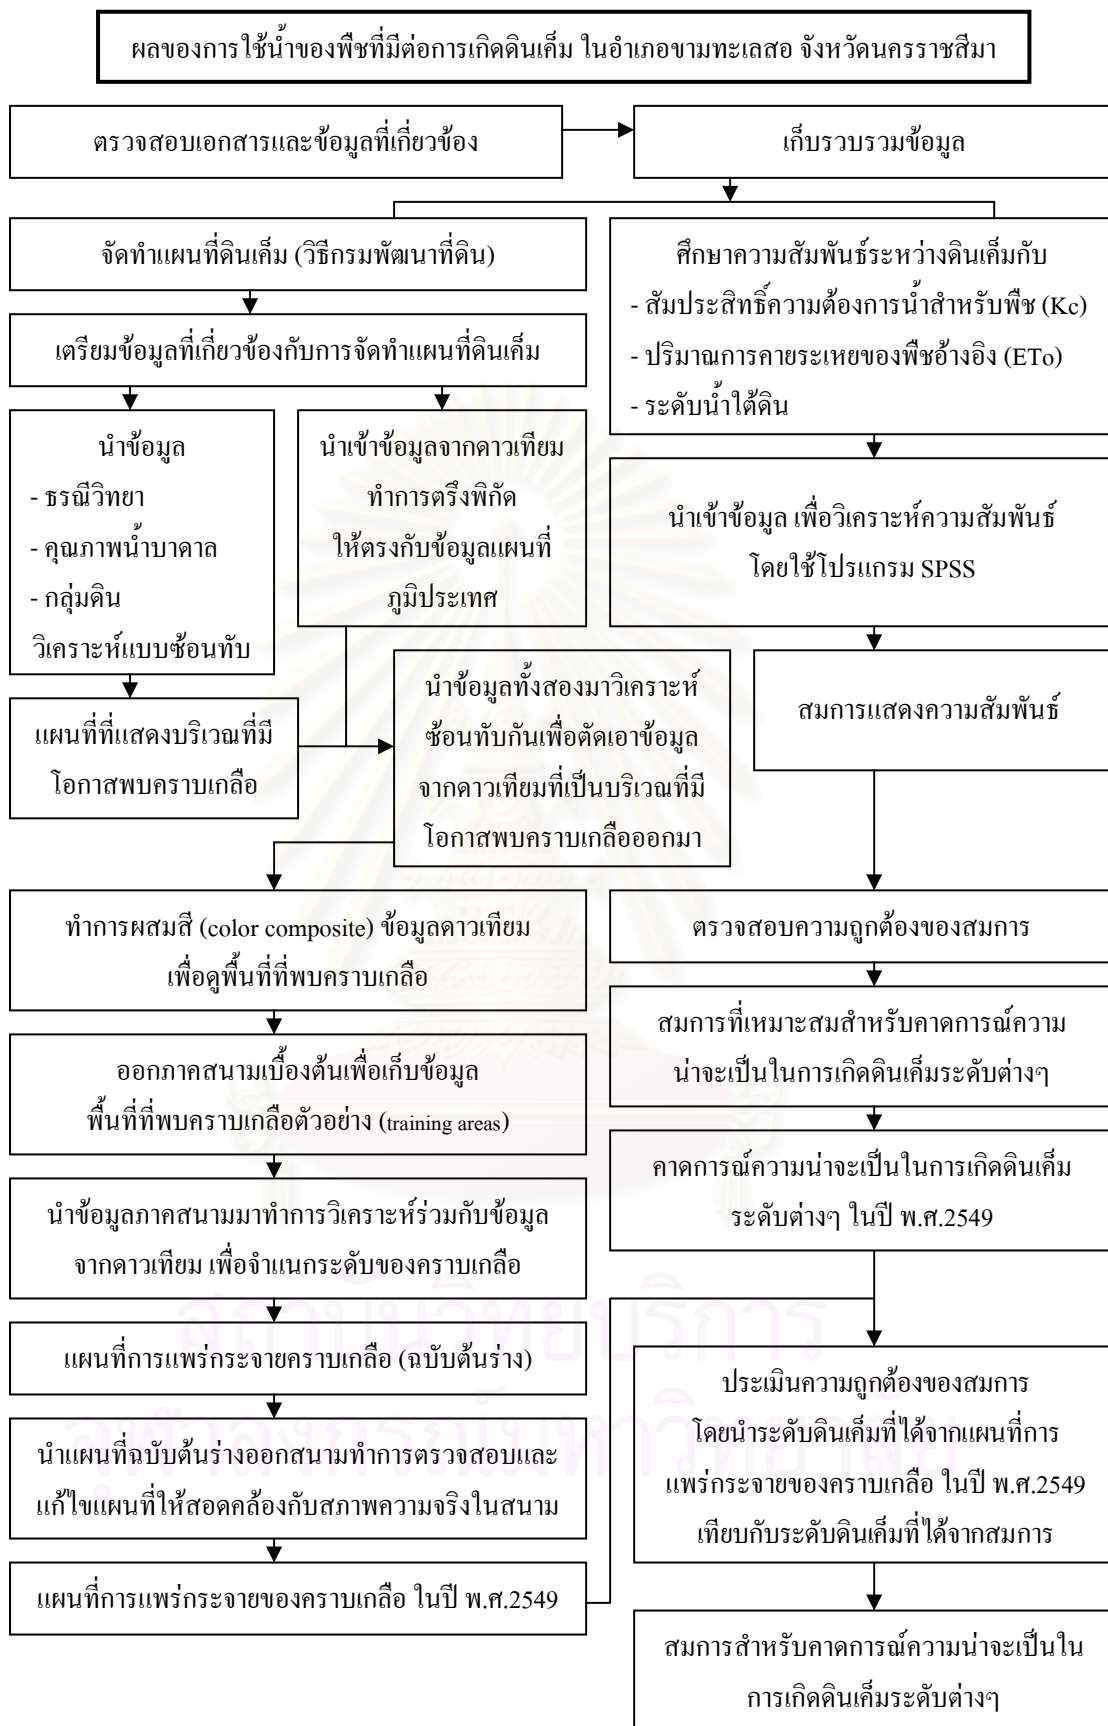 ผลของการใช้น้ำของพืชที่มีต่อการเกิดดินเค็ม ในอำเภอขามทะเลสอ จังหวัดนครราชสีมา
ตรวจสอบเอกสารและข้อมูลที่เกี่ยวข้อง
เก็บรวบรวมข้อมูล
จัดทำแผนที่ดินเค็ม (วิธีกรมพัฒนาที่ดิน)
เตรียมข้อมูลที่เกี่ยวข้องกับการจัดทำแผนที่ดินเค็ม
นำข้อมูล
- ธรณีวิทยา
- คุณภาพน้ำบาดาล
- กลุ่มดิน
วิเคราะห์แบบซ้อนทับ
นำเข้าข้อมูลจากดาวเทียม
ทำการตรึงพิกัด
ให้ตรงกับข้อมูลแผนที่
ภูมิประเทศ
แผนที่ที่แสดงบริเวณที่มี
โอกาสพบคราบเกลือ
นำข้อมูลทั้งสองมาวิเคราะห์
ซ้อนทับกันเพื่อตัดเอาข้อมูล
จากดาวเทียมที่เป็นบริเวณที่มี
โอกาสพบคราบเกลือออกมา
ทำการผสมสี (color composite) ข้อมูลดาวเทียม
เพื่อดูพื้นที่ที่พบคราบเกลือ
ออกภาคสนามเบื้องต้นเพื่อเก็บข้อมูล
พื้นที่ที่พบคราบเกลือตัวอย่าง (training areas)
นำข้อมูลภาคสนามมาทำการวิเคราะห์ร่วมกับข้อมูล
จากดาวเทียม เพื่อจำแนกระดับของคราบเกลือ
แผนที่การแพร่กระจายคราบเกลือ (ฉบับต้นร่าง)
นำแผนที่ฉบับต้นร่างออกสนามทำการตรวจสอบและ
แก้ไขแผนที่ให้สอดคล้องกับสภาพความจริงในสนาม
แผนที่การแพร่กระจายของคราบเกลือ ในปี พ.ศ.2549
ศึกษาความสัมพันธ์ระหว่างดินเค็มกับ
- สัมประสิทธิ์ความต้องการน้ำสำหรับพืช (Kc)
- ปริมาณการคายระเหยของพืชอ้างอิง (ETo)
- ระดับน้ำใต้ดิน
นำเข้าข้อมูล เพื่อวิเคราะห์ความสัมพันธ์
โดยใช้โปรแกรม SPSS
สมการแสดงความสัมพันธ์
ตรวจสอบความถูกต้องของสมการ
สมการที่เหมาะสมสำหรับคาดการณ์ความ
น่าจะเป็นในการเกิดดินเค็มระดับต่างๆ
คาดการณ์ความน่าจะเป็นในการเกิดดินเค็ม
ระดับต่างๆ ในปี พ.ศ.2549
ประเมินความถูกต้องของสมการ
โดยนำระดับดินเค็มที่ได้จากแผนที่การ
แพร่กระจายของคราบเกลือ ในปี พ.ศ.2549
เทียบกับระดับดินเค็มที่ได้จากสมการ
สมการสำหรับคาดการณ์ความน่าจะเป็นใน
การเกิดดินเค็มระดับต่างๆ
สถาบันวิทยบริการ
จุฬาลงกรณ์มหาวิทยาลัย